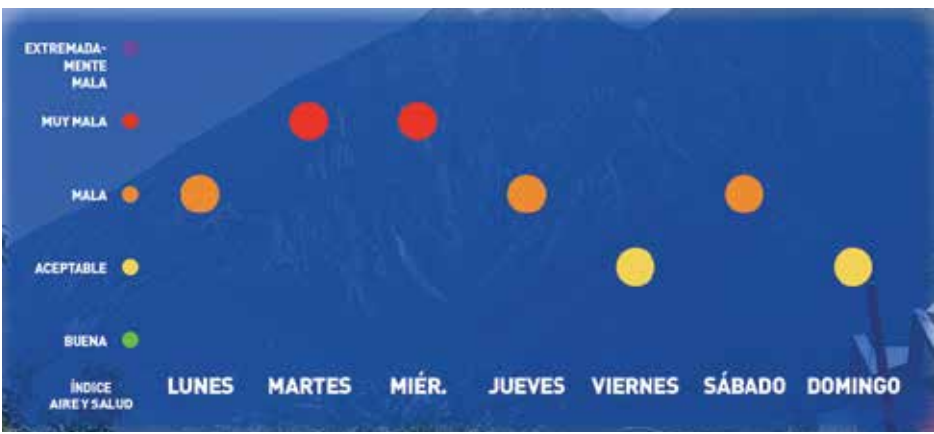 EXTREMADA-
MENTE
MALA
MUY MALA
MALA
ACEPTABLE
BUENA
ÍNDICE
AIRE Y SALUD
LUNES MARTES MIÉR. JUEVES VIERNES SÁBADO DOMINGO